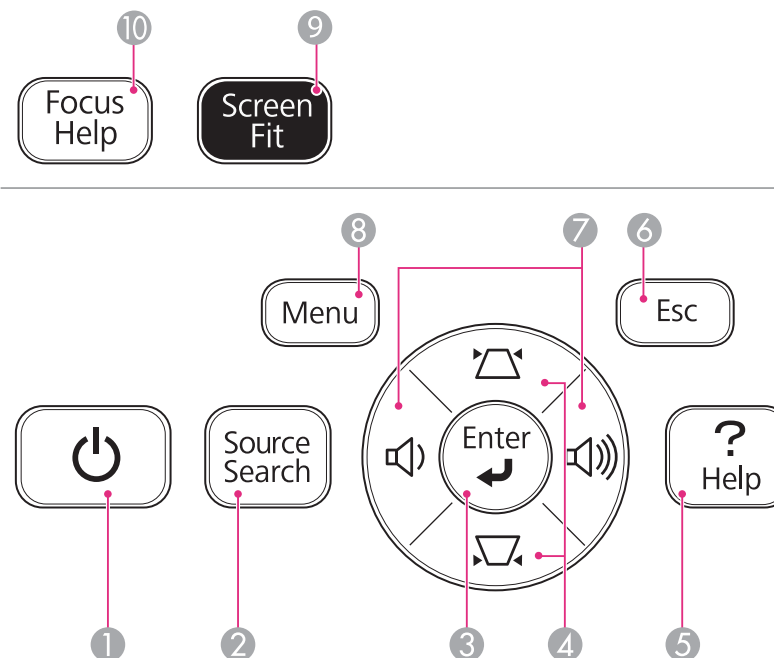 10
9
Focus
Help
Screen
Fit
8
7
6
Menu
Esc
Source
Search
Enter
?
Help
1
2
3
4
5